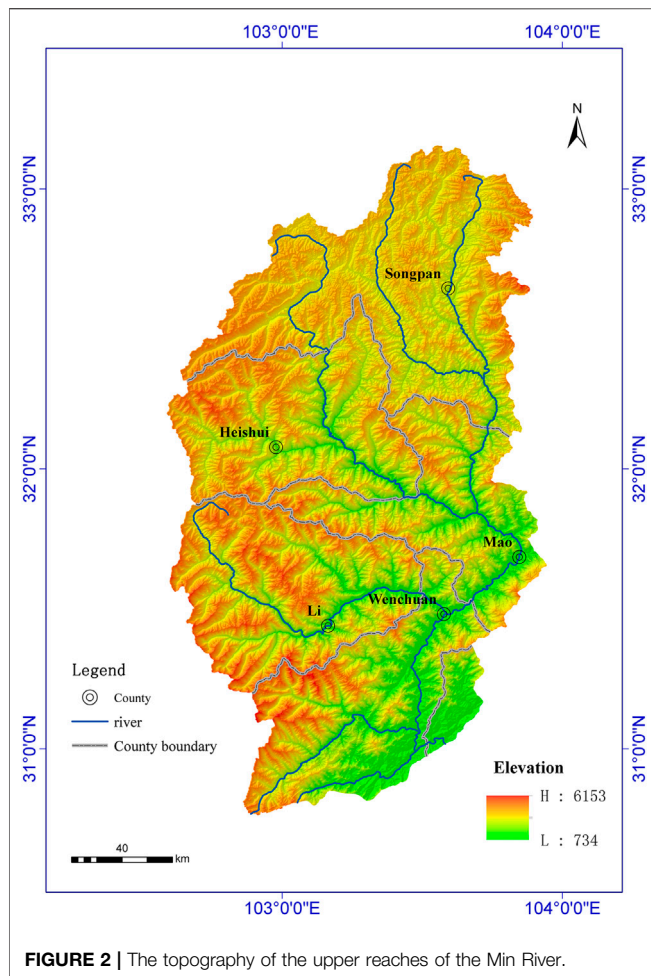 103°0'0"E 104°0'0"E
N
33°0'0"N 33°0'0"N
Songpan
Heishui
32°0'0"N 32°0'0"N
Mao
Wenchuan
Li
Legend
County
river
County boundary
31°0'0"N 31°0'0"N
Elevation
H : 6153
L : 734
40
km
103°0'0"E 104°0'0"E
FIGURE 2 | The topography of the upper reaches of the Min River.